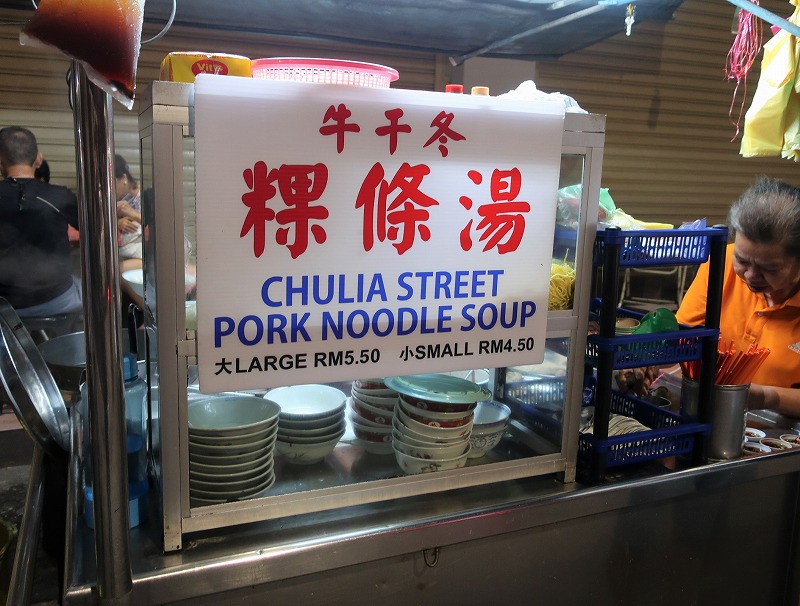 Vit's
牛干冬
粿條湯
CHULIA STREET
PORK NOODLE SOUP
大LARGE RM5.50 小SMALL RM4.50